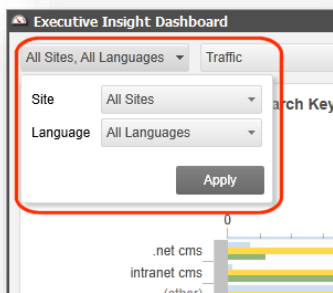 Executive Insight Dashboard
All Sites, All Languages Traffic
Site All Sites
arch Key
Language All Languages
Apply
0
.net cms
intranet cms
(other)